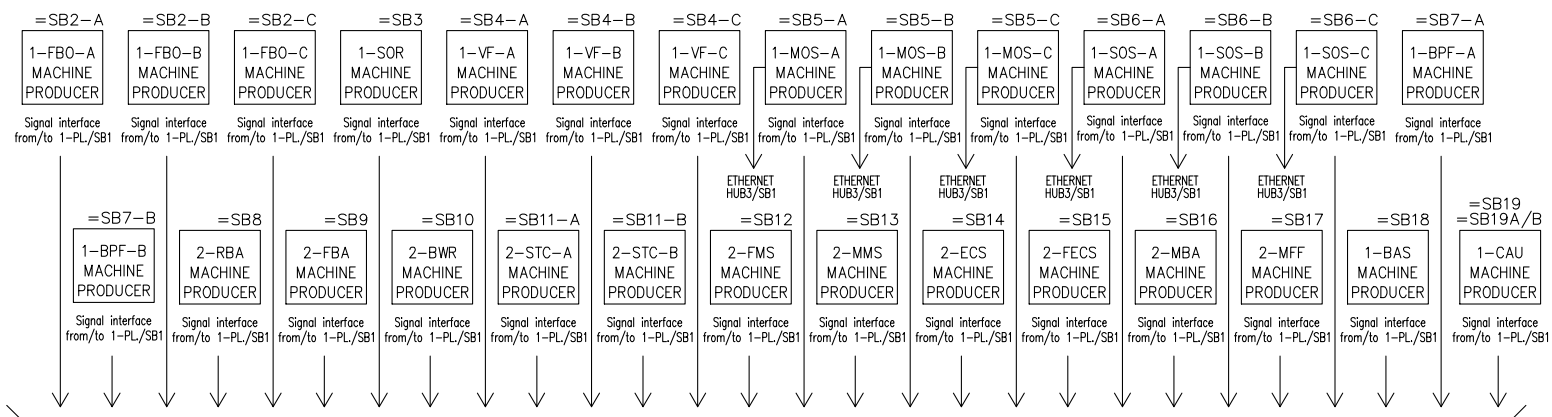 =SB2-A =SB2-B =SB2-C =SB3 =SB4-A =SB4-B =SB4-C =SB5-A =SB5-B =SB5-C =SB6-A =SB6-B =SB6-C =SB7-A
1-FBO-A 1-FBO-B 1-FBO-C 1-SOR 1-VF-A 1-VF-B 1-VF-C 1-MOS-A 1-MOS-B 1-MOS-C 1-SOS-A 1-SOS-B 1-SOS-C 1-BPF-A
MACHINE MACHINE MACHINE MACHINE MACHINE MACHINE MACHINE MACHINE MACHINE MACHINE MACHINE MACHINE MACHINE MACHINE
PRODUCER PRODUCER PRODUCER PRODUCER PRODUCER PRODUCER PRODUCER PRODUCER PRODUCER PRODUCER PRODUCER PRODUCER PRODUCER PRODUCER
Signal interface Signal interface Signal interface Signal interface Signal interface Signal interface Signal interface Signal interface Signal interface Signal interface Signal interface Signal interface Signal interface Signal interface
from/to 1-PL./SB1 from/to 1-PL./SB1 from/to 1-PL./SB1 from/to 1-PL./SB1 from/to 1-PL./SB1 from/to 1-PL./SB1 from/to 1-PL./SB1 from/to 1-PL./SB1 from/to 1-PL./SB1 from/to 1-PL./SB1 from/to 1-PL./SB1 from/to 1-PL./SB1 from/to 1-PL./SB1 from/to 1-PL./SB1
ETHERNET ETHERNET ETHERNET ETHERNET ETHERNET ETHERNET
HUB3/SB1 HUB3/SB1 HUB3/SB1 HUB3/SB1 HUB3/SB1 HUB3/SB1
=SB19
=SB7-B =SB8 =SB9 =SB10 =SB11-A =SB11-B =SB12 =SB13 =SB14 =SB15 =SB16 =SB17 =SB18 =SB19A/B
1-BPF-B 2-RBA 2-FBA 2-BWR 2-STC-A 2-STC-B 2-FMS 2-MMS 2-ECS 2-FECS 2-MBA 2-MFF 1-BAS 1-CAU
MACHINE MACHINE MACHINE MACHINE MACHINE MACHINE MACHINE MACHINE MACHINE MACHINE MACHINE MACHINE MACHINE MACHINE
PRODUCER PRODUCER PRODUCER PRODUCER PRODUCER PRODUCER PRODUCER PRODUCER PRODUCER PRODUCER PRODUCER PRODUCER PRODUCER PRODUCER
Signal interface Signal interface Signal interface Signal interface Signal interface Signal interface Signal interface Signal interface Signal interface Signal interface Signal interface Signal interface Signal interface Signal interface
from/to 1-PL./SB1 from/to 1-PL./SB1 from/to 1-PL./SB1 from/to 1-PL./SB1 from/to 1-PL./SB1 from/to 1-PL./SB1 from/to 1-PL./SB1 from/to 1-PL./SB1 from/to 1-PL./SB1 from/to 1-PL./SB1 from/to 1-PL./SB1 from/to 1-PL./SB1 from/to 1-PL./SB1 from/to 1-PL./SB1